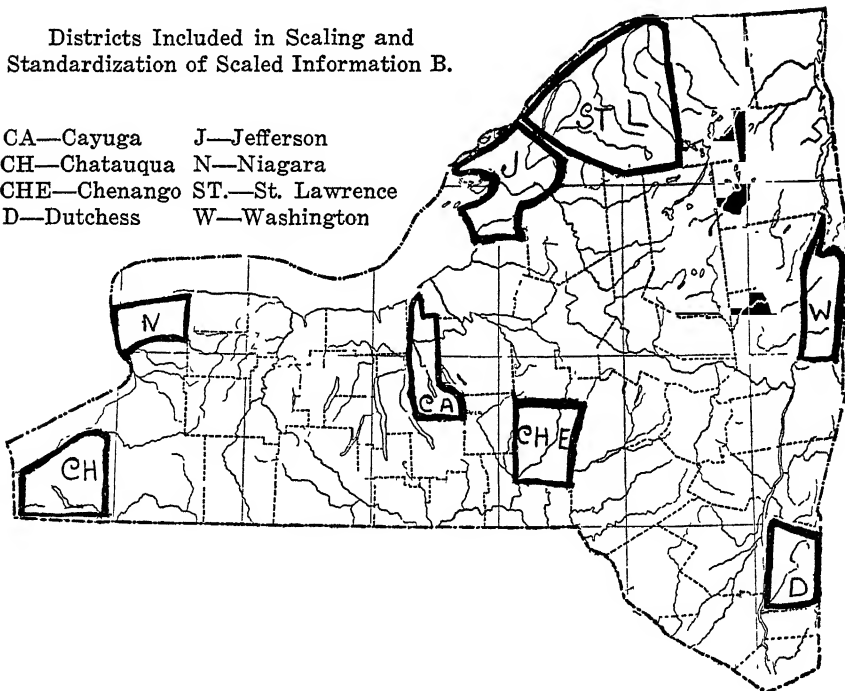 Districts Included in Scaling and
Standardization of Scaled Information B.
CA—Cayuga J—Jefferson
CH—Chatauqua N—Niagara
CHE—Chenango ST.—St. Lawrence
D—Dutchess W—Washington
ST L
J
N
W
CA
CHE
CH
D